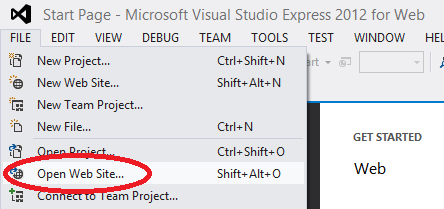 Start Page - Microsoft Visual Studio Express 2012 for Web
FILE EDIT VIEW DEBUG TEAM TOOLS TEST WINDOW
New Project... Ctrl+Shift+N
New Web Site... Shift+Alt+N
New Team Project...
New File... Ctrl+N
Open Project... Ctrl+Shift+O
Open Web Site... Shift+Alt+O
Connect to Team Project...
GET STARTED
Web